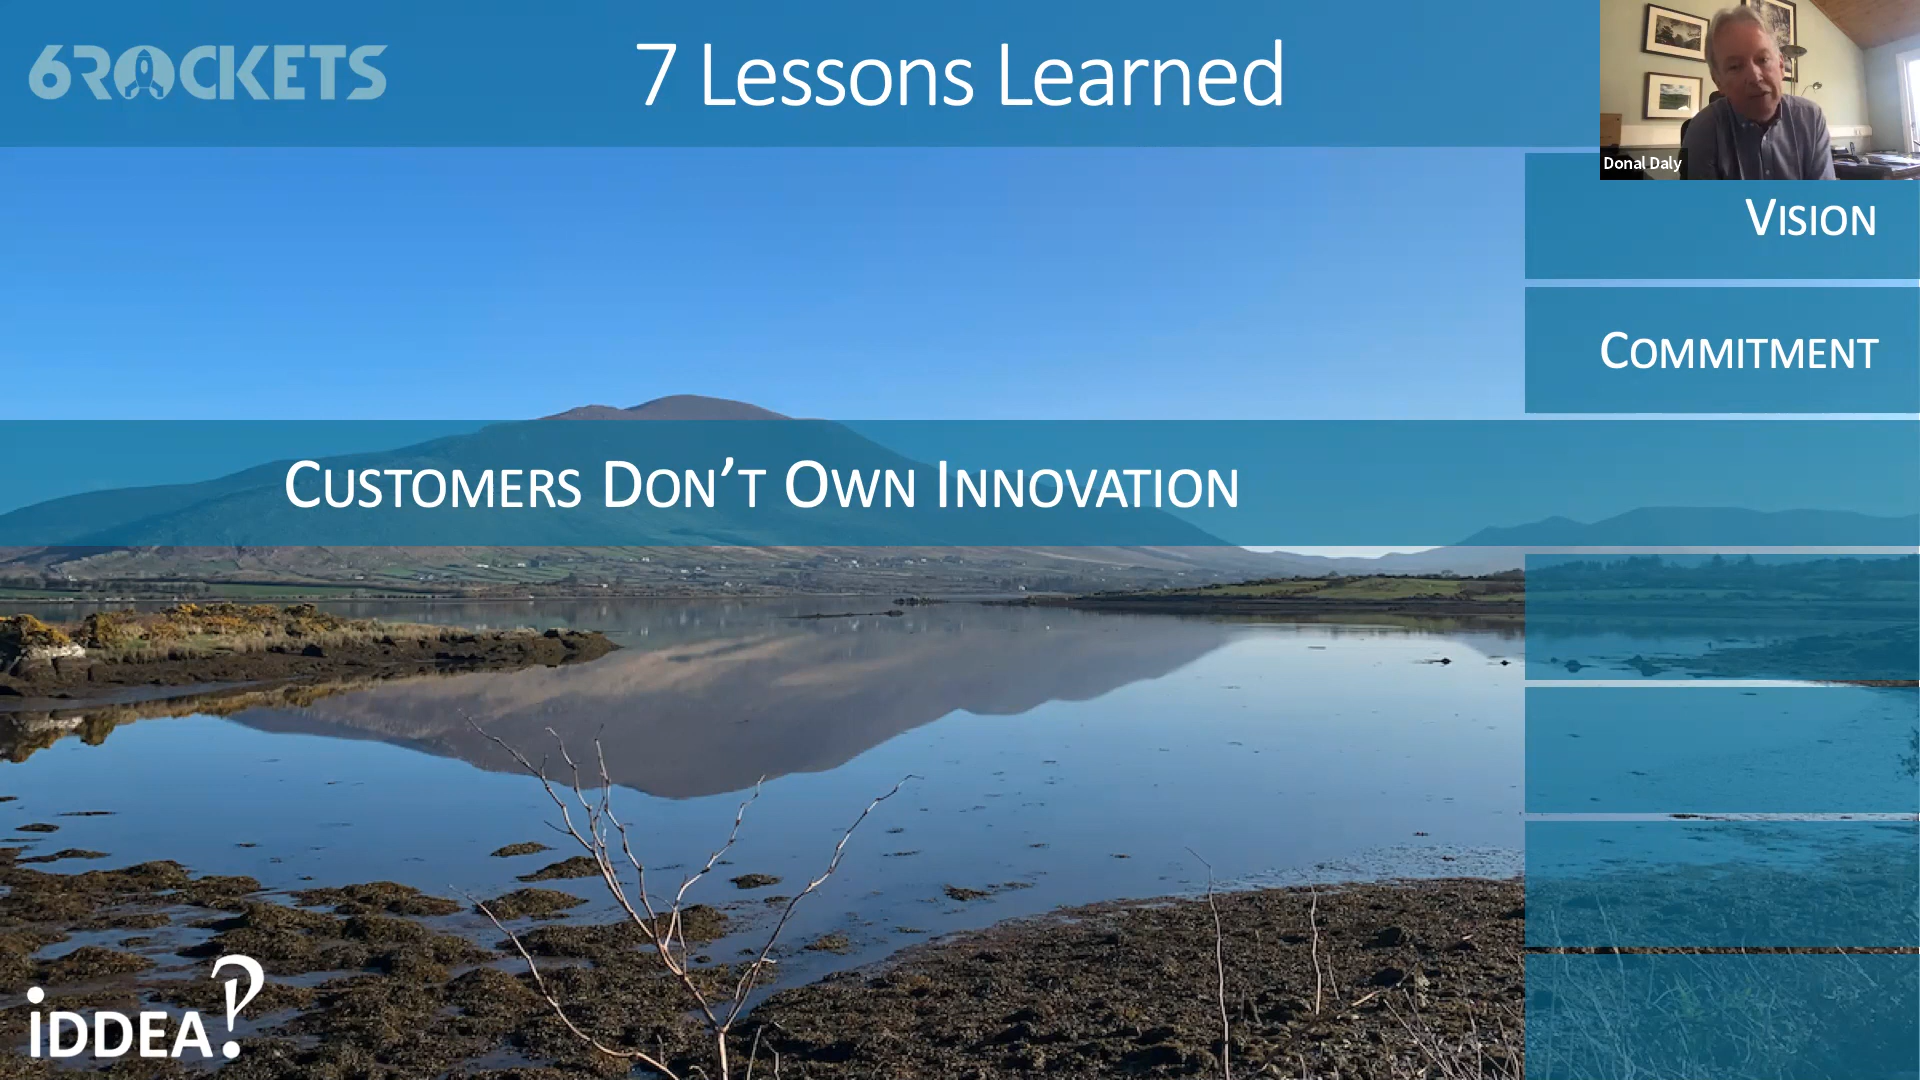 6ROCKETS
7 Lessons Learned
Donal Daly
VISION
COMMITMENT
CUSTOMERS DON’T OWN INNOVATION
iDDEA?